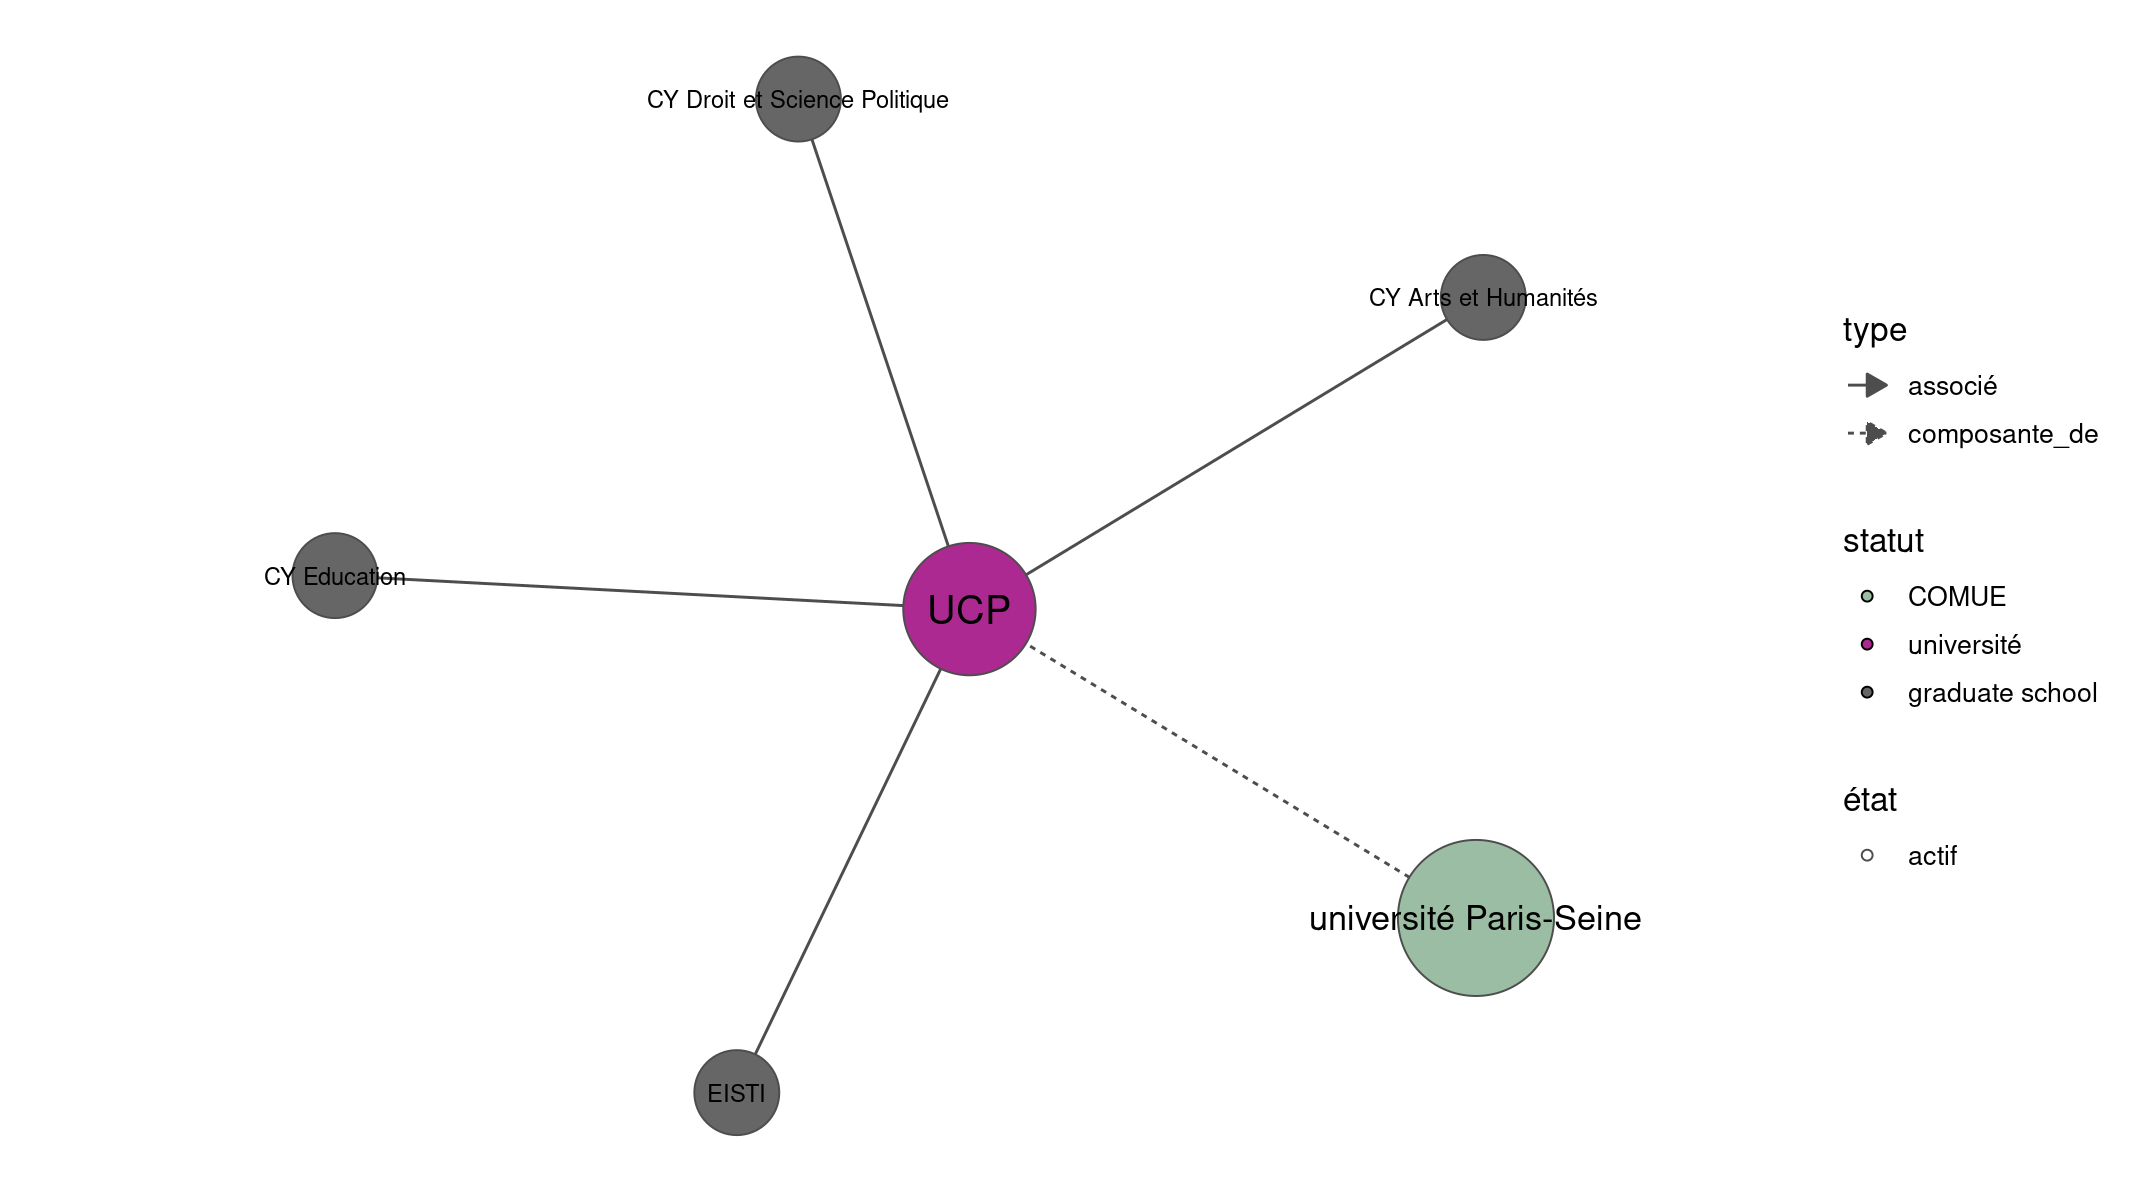 CY Droit et Science Politique
CY Arts et Humanités
CY Education
UCP
université Paris-Seine
EISTI
type
associé
composante_de
statut
COMUE
université
graduate school
état
actif